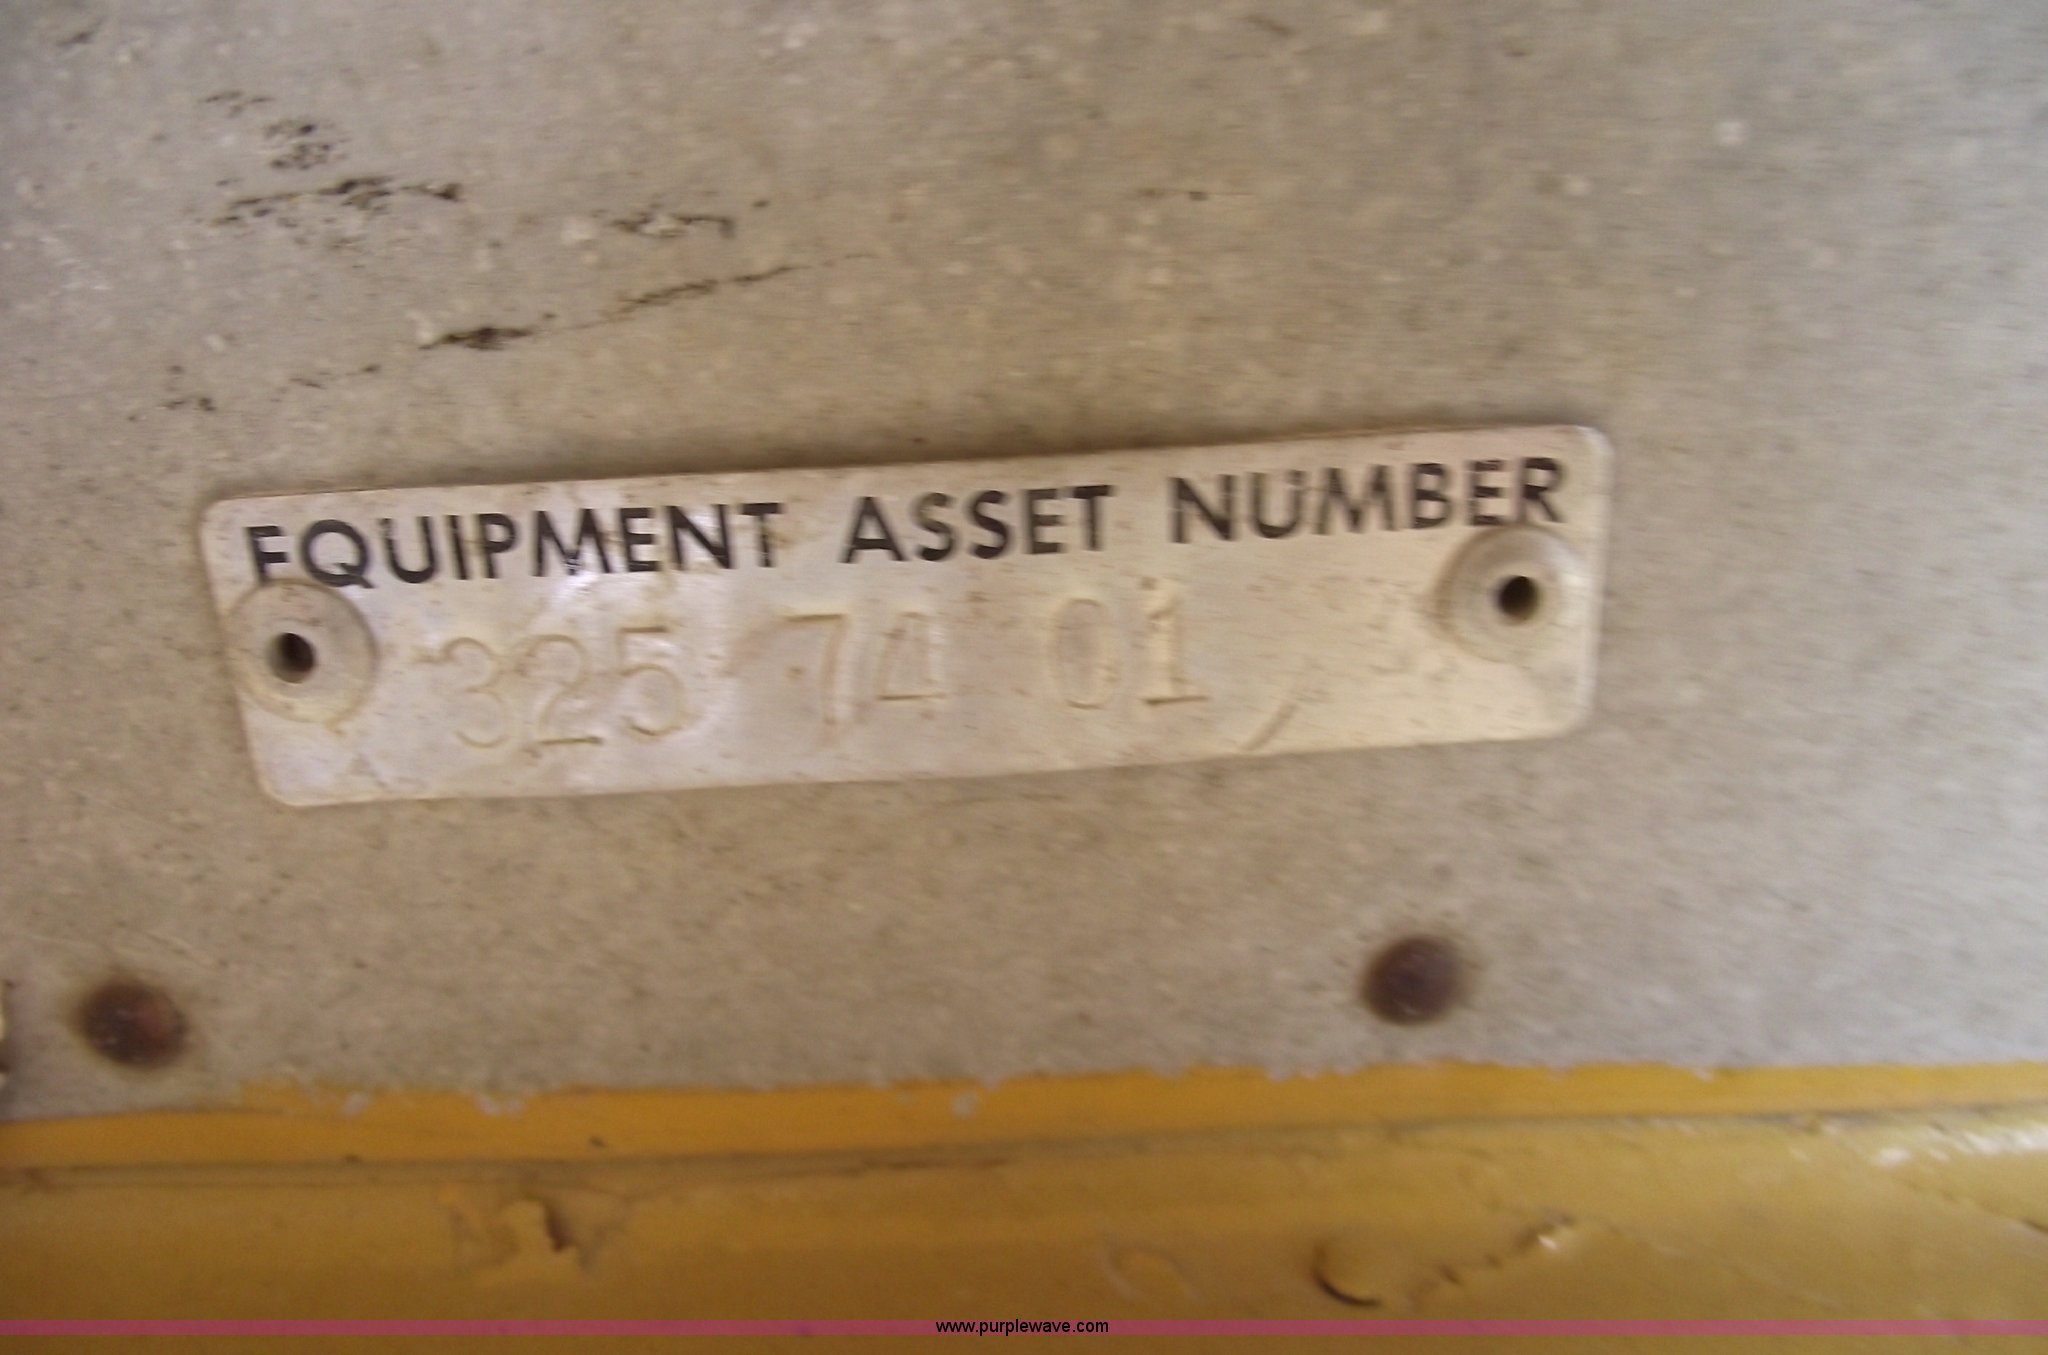 EQUIPMENT ASSET NUMBER
325 74 01
www.purplewave.com